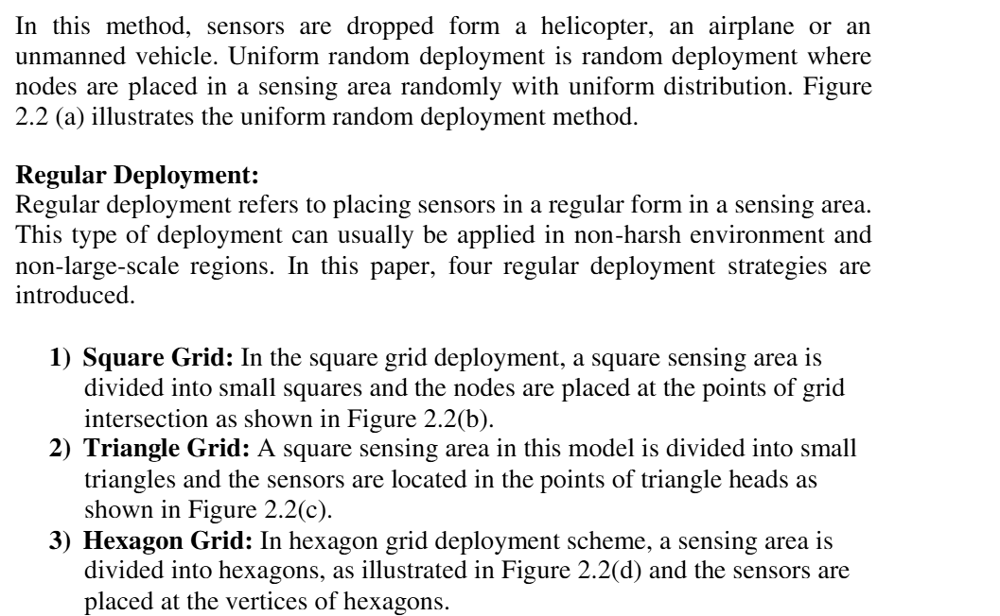 In this method, sensors are dropped form a helicopter, an airplane or an
unmanned vehicle. Uniform random deployment is random deployment where
nodes are placed in a sensing area randomly with uniform distribution. Figure
2.2 (a) illustrates the uniform random deployment method.
Regular Deployment:
Regular deployment refers to placing sensors in a regular form in a sensing area.
This type of deployment can usually be applied in non-harsh environment and
non-large-scale regions. In this paper, four regular deployment strategies are
introduced.
1) Square Grid: In the square grid deployment, a square sensing area is
divided into small squares and the nodes are placed at the points of grid
intersection as shown in Figure 2.2(b).
2) Triangle Grid: A square sensing area in this model is divided into small
triangles and the sensors are located in the points of triangle heads as
shown in Figure 2.2(c).
3) Hexagon Grid: In hexagon grid deployment scheme, a sensing area is
divided into hexagons, as illustrated in Figure 2.2(d) and the sensors are
placed at the vertices of hexagons.